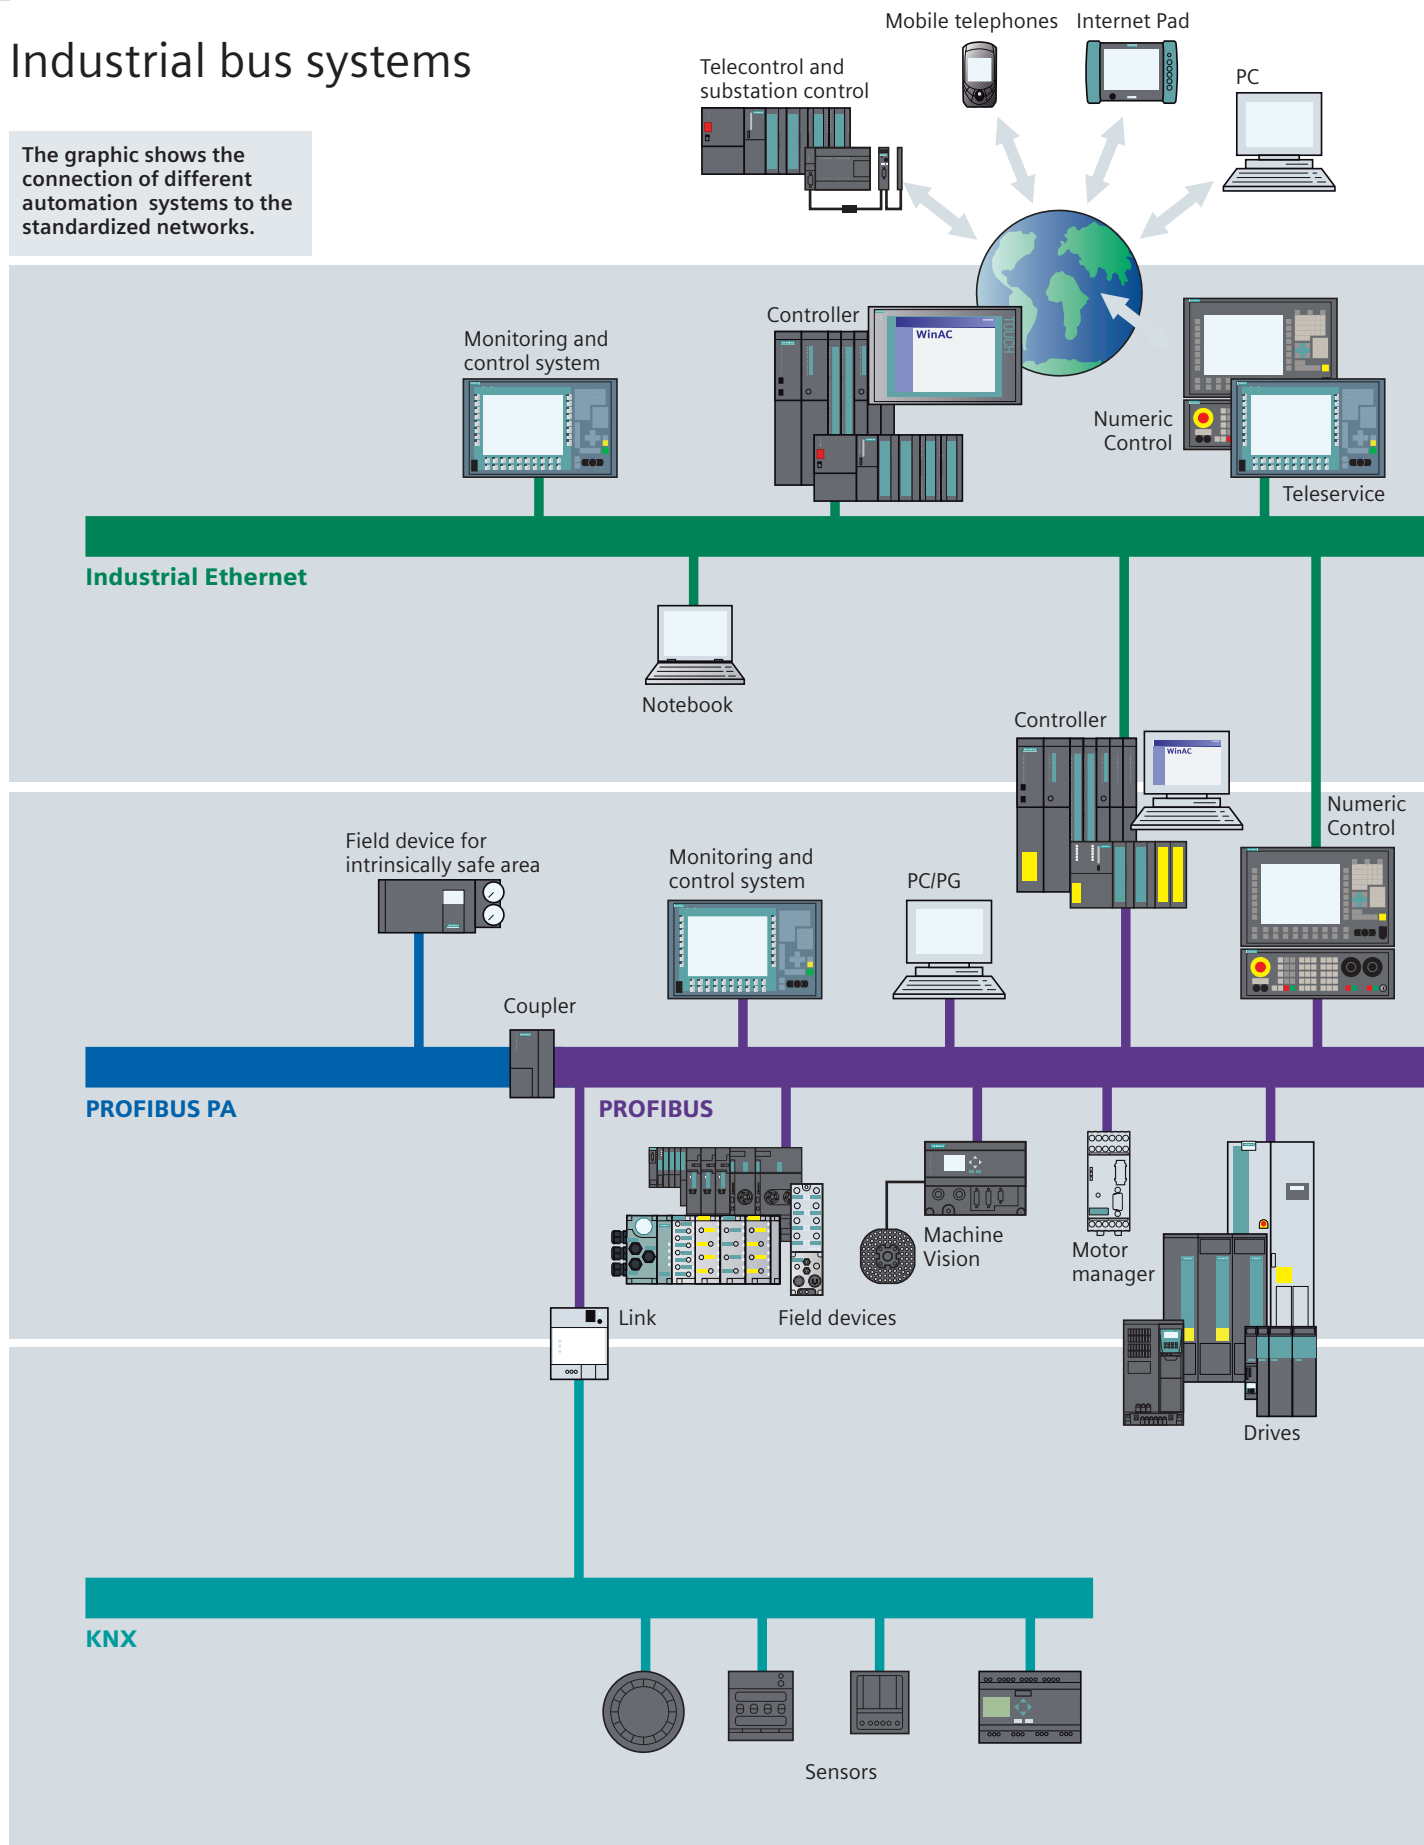 Industrial bus systems
The graphic shows the
connection of different
automation systems to the
standardized networks.
Mobile telephones
Internet Pad
Telecontrol and
substation control
PC
Controller
WinAC
TOUCH
Monitoring and
control system
Numeric
Control
Teleservice
Industrial Ethernet
Notebook
Controller
WinAC
Numeric
Control
Field device for
intrinsically safe area
Monitoring and
control system
PC/PG
Coupler
PROFIBUS PA
PROFIBUS
Machine
Vision
Motor
manager
Link
Field devices
Drives
KNX
Sensors